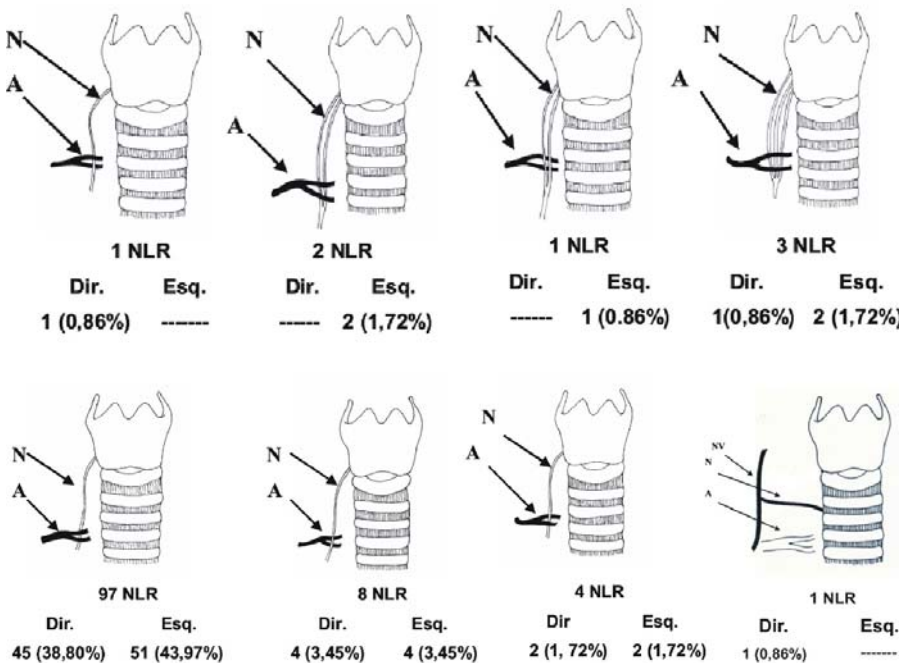 N
A
1 NLR
Dir. Esq.
1 (0,86%) -------
N
A
2 NLR
Dir. Esq.
------ 2 (1,72%)
N
A
1 NLR
Dir. Esq.
------ 1 (0.86%)
N
A
3 NLR
Dir. Esq.
1(0,86%) 2 (1,72%)
N
A
97 NLR
Dir. Esq.
45 (38,80%) 51 (43,97%)
N
A
8 NLR
Dir. Esq.
4 (3,45%) 4 (3,45%)
N
A
4 NLR
Dir Esq.
2 (1, 72%) 2 (1,72%)
NV
N
A
1 NLR
Dir. Esq.
1 (0,86%) -------